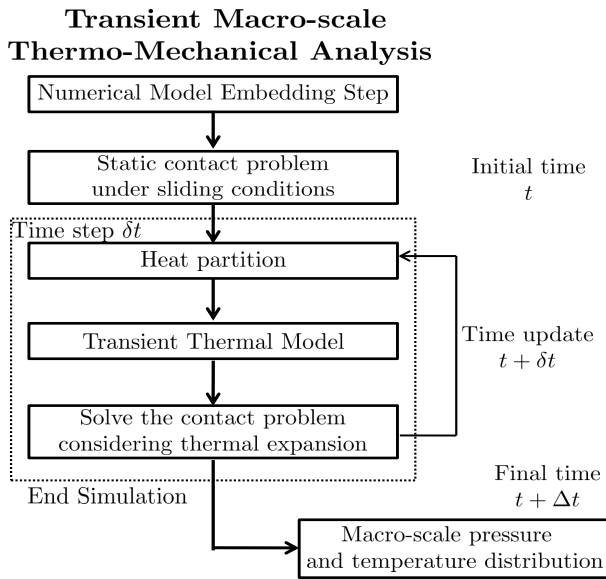 Transient Macro-scale
Thermo-Mechanical Analysis
Numerical Model Embedding Step
Static contact problem
under sliding conditions
Initial time
t
Time step δt
Heat partition
Transient Thermal Model
Time update
t + δt
Solve the contact problem
considering thermal expansion
End Simulation
Final time
t + Δt
Macro-scale pressure
and temperature distribution